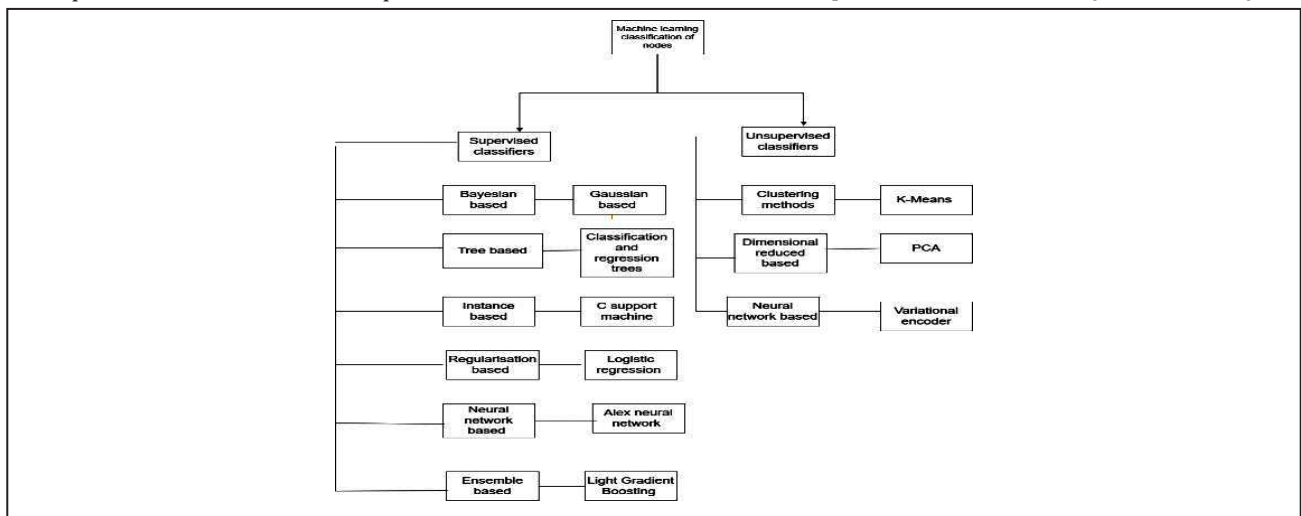 Machine learning
classification of
nodes
Supervised
classifiers
Unsupervised
classifiers
Bayesian
based
Gaussian
based
Clustering
methods
K-Means
Tree based
Classification
and
regression
trees
Dimensional
reduced
based
PCA
Instance
based
C support
machine
Neural
network based
Variational
encoder
Regularisation
based
Logistic
regression
Neural
network
based
Alex neural
network
Ensemble
based
Light Gradient
Boosting